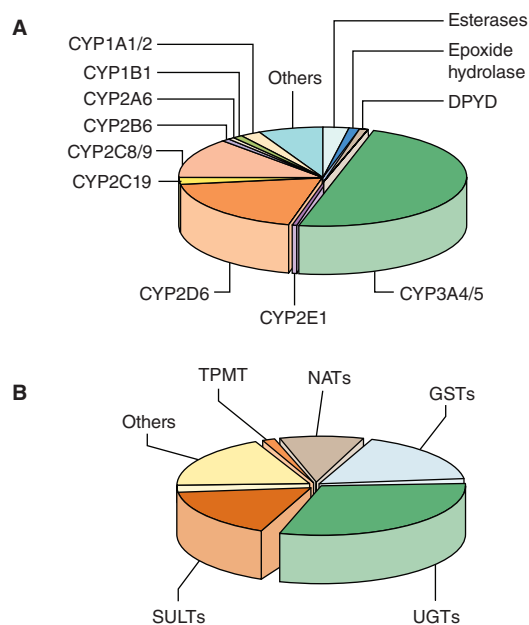 A
Esterases
CYP1A1/2
Epoxide
hydrolase
CYP1B1
Others
DPYD
CYP2A6
CYP2B6
CYP2C8/9
CYP2C19
CYP2D6
CYP3A4/5
CYP2E1
B
TPMT
NATs
GSTs
Others
SULTs
UGTs